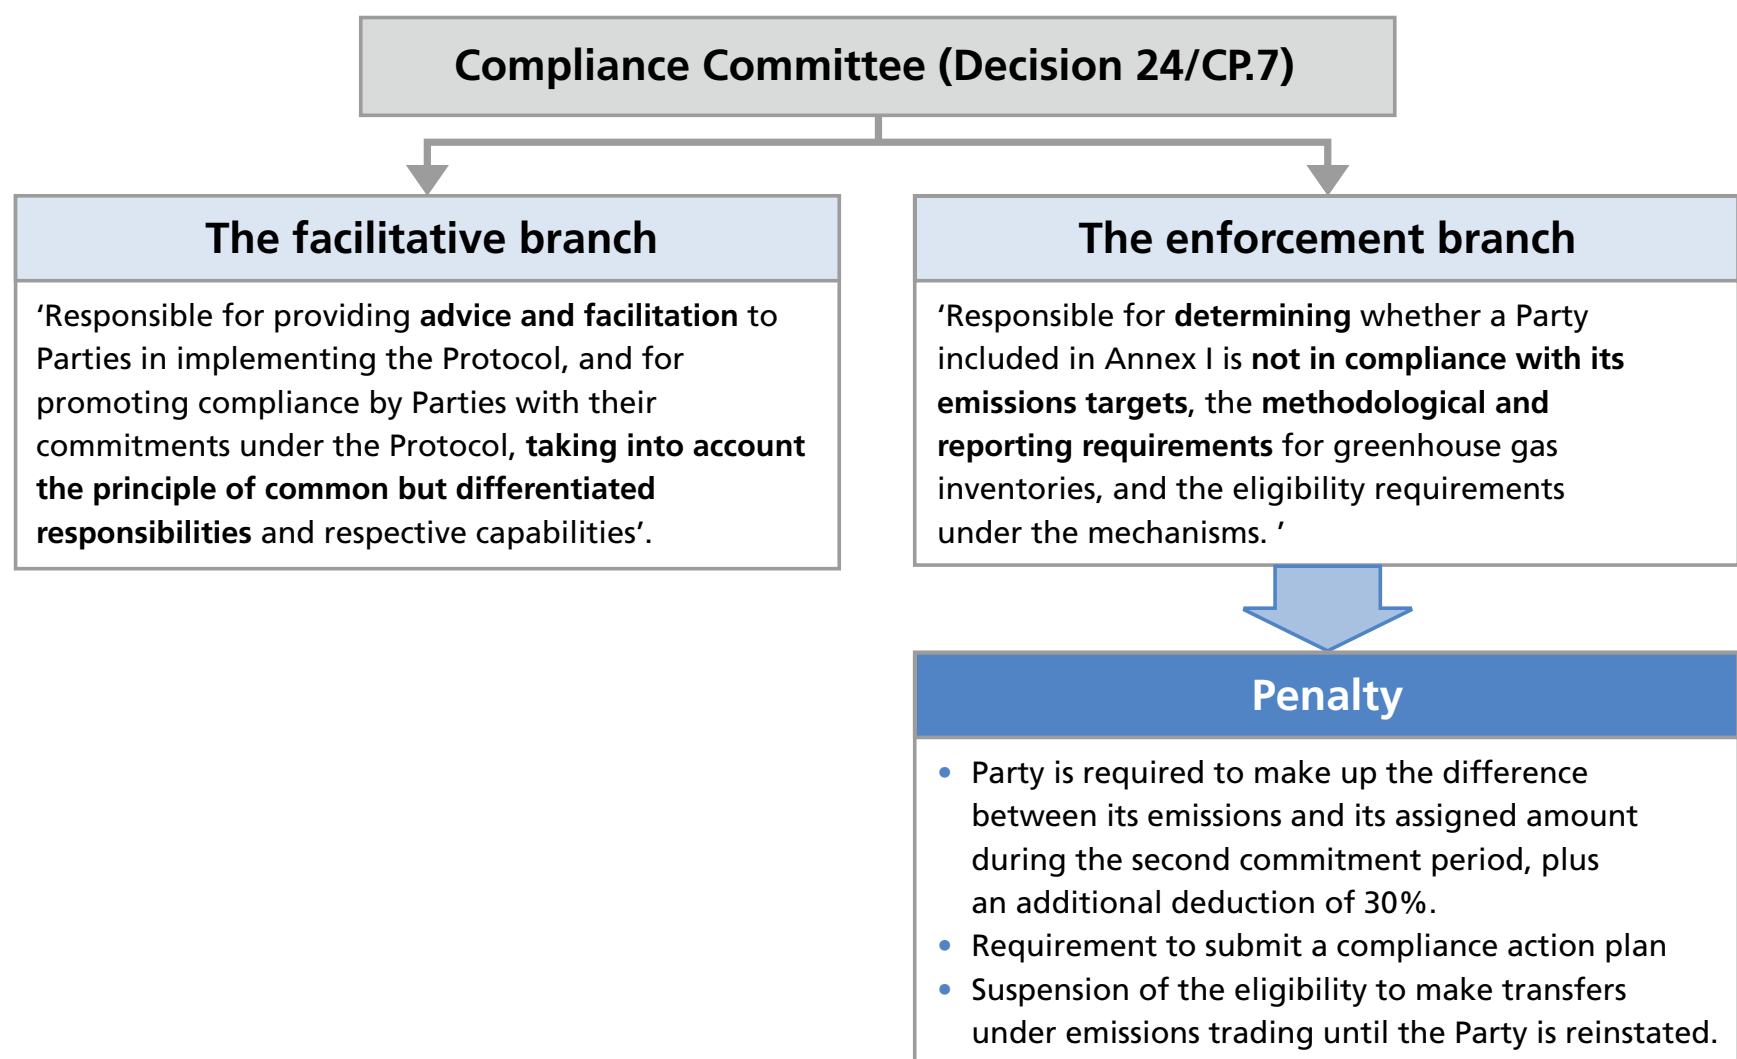 Compliance Committee (Decision 24/CP.7)
The facilitative branch
‘Responsible for providing advice and facilitation to
Parties in implementing the Protocol, and for
promoting compliance by Parties with their
commitments under the Protocol, taking into account
the principle of common but differentiated
responsibilities and respective capabilities’.
The enforcement branch
‘Responsible for determining whether a Party
included in Annex I is not in compliance with its
emissions targets, the methodological and
reporting requirements for greenhouse gas
inventories, and the eligibility requirements
under the mechanisms. ’
Penalty
• Party is required to make up the difference
between its emissions and its assigned amount
during the second commitment period, plus
an additional deduction of 30%.
• Requirement to submit a compliance action plan
• Suspension of the eligibility to make transfers
under emissions trading until the Party is reinstated.